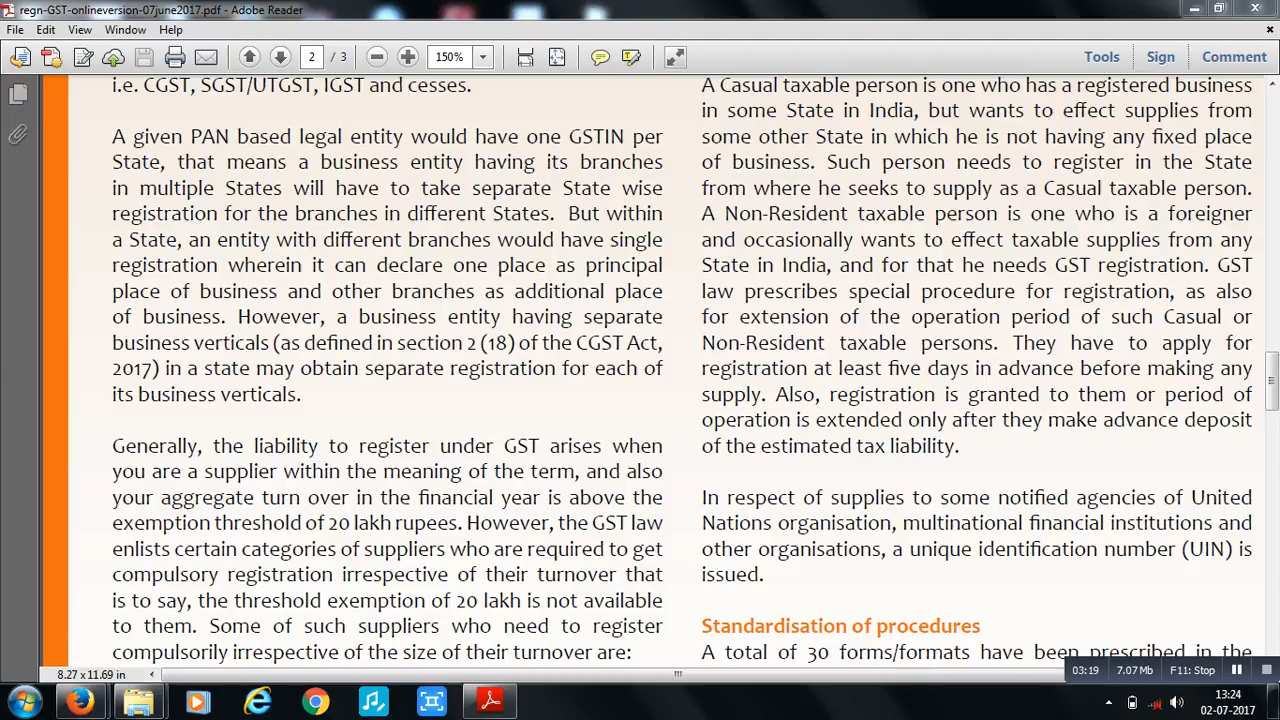 regn-GST-onlineversion-07june2017.pdf - Adobe Reader
File Edit View Window Help
2 / 3 150% Tools Sign Comment
i.e. CGST, SGST/UTGST, IGST and cesses.
A given PAN based legal entity would have one GSTIN per
State, that means a business entity having its branches
in multiple States will have to take separate State wise
registration for the branches in different States. But within
a State, an entity with different branches would have single
registration wherein it can declare one place as principal
place of business and other branches as additional place
of business. However, a business entity having separate
business verticals (as defined in section 2 (18) of the CGST Act,
2017) in a state may obtain separate registration for each of
its business verticals.
Generally, the liability to register under GST arises when
you are a supplier within the meaning of the term, and also
your aggregate turn over in the financial year is above the
exemption threshold of 20 lakh rupees. However, the GST law
enlists certain categories of suppliers who are required to get
compulsory registration irrespective of their turnover that
is to say, the threshold exemption of 20 lakh is not available
to them. Some of such suppliers who need to register
compulsorily irrespective of the size of their turnover are:
A Casual taxable person is one who has a registered business
in some State in India, but wants to effect supplies from
some other State in which he is not having any fixed place
of business. Such person needs to register in the State
from where he seeks to supply as a Casual taxable person.
A Non-Resident taxable person is one who is a foreigner
and occasionally wants to effect taxable supplies from any
State in India, and for that he needs GST registration. GST
law prescribes special procedure for registration, as also
for extension of the operation period of such Casual or
Non-Resident taxable persons. They have to apply for
registration at least five days in advance before making any
supply. Also, registration is granted to them or period of
operation is extended only after they make advance deposit
of the estimated tax liability.
In respect of supplies to some notified agencies of United
Nations organisation, multinational financial institutions and
other organisations, a unique identification number (UIN) is
issued.
Standardisation of procedures
A total of 30 forms/formats have been prescribed in the
8.27 x 11.69 in
03:19 7.07 Mb F11: Stop
13:24
02-07-2017